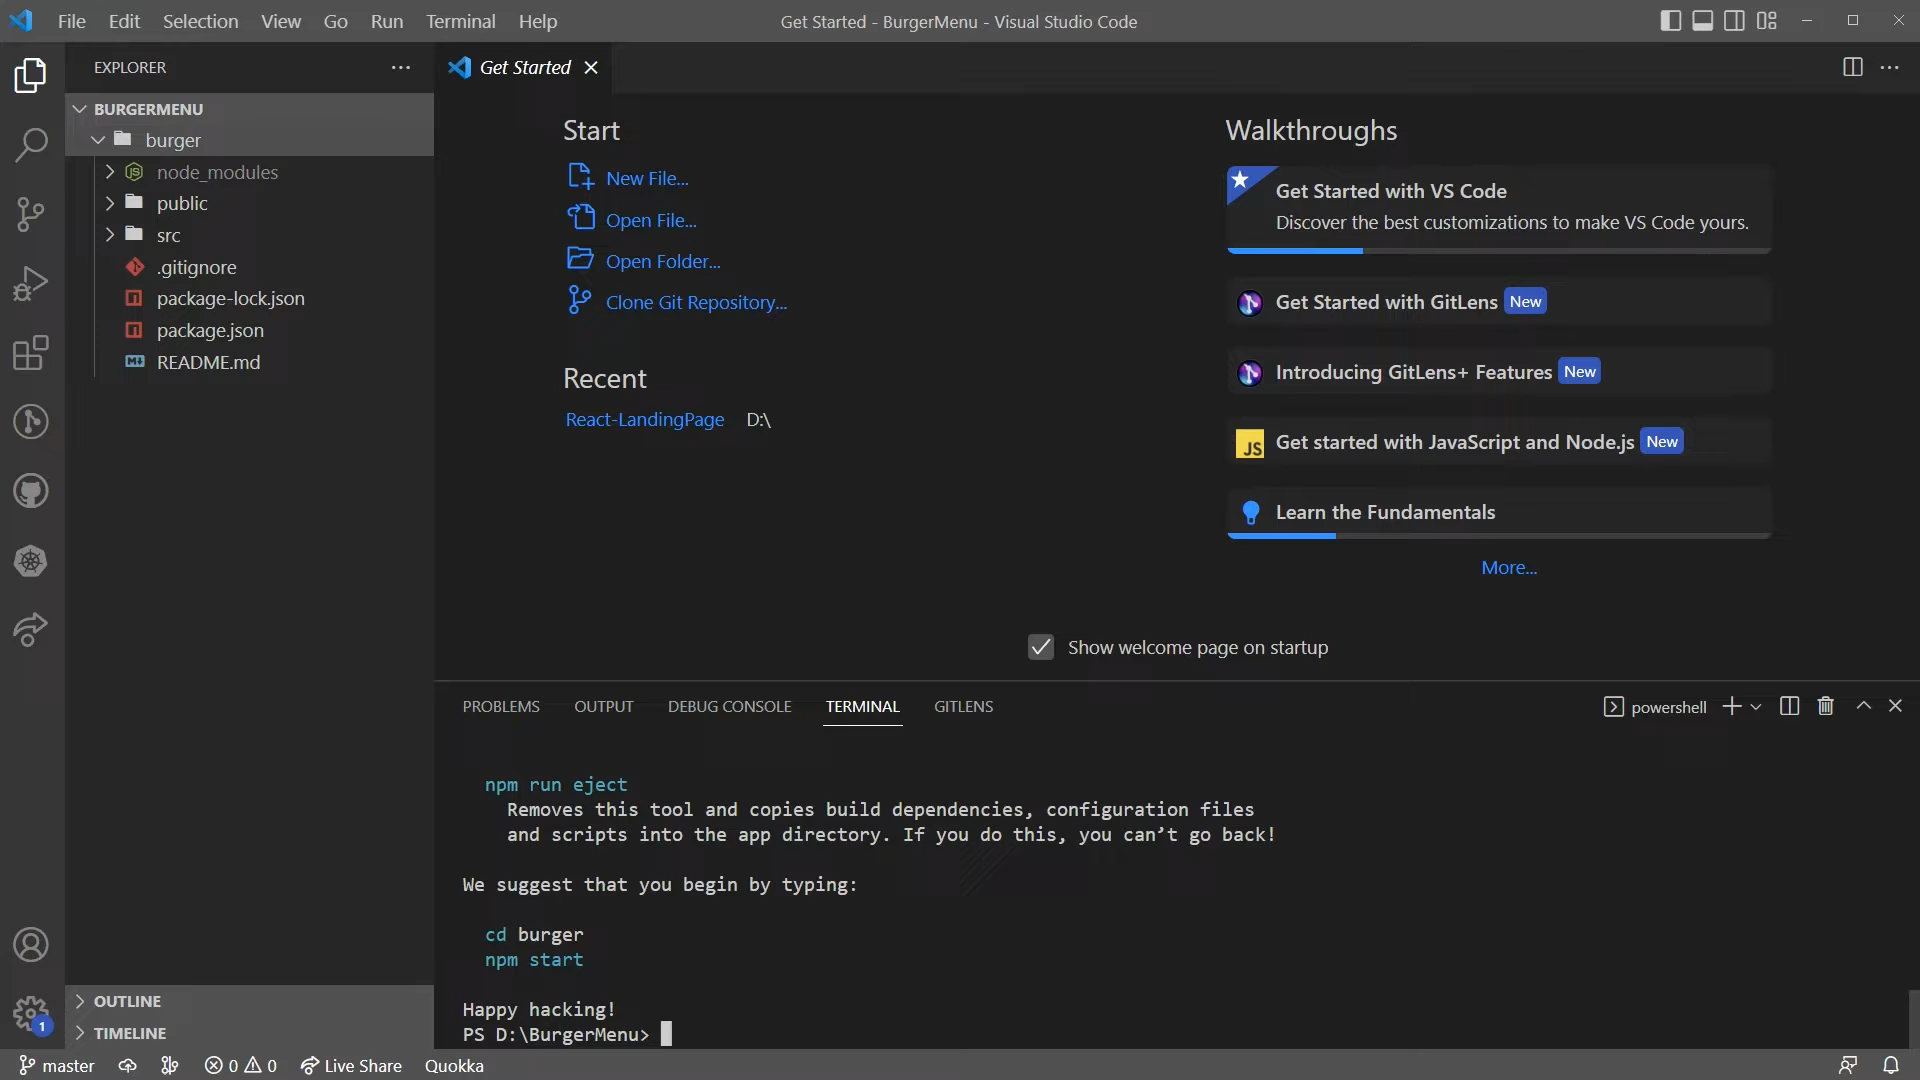 File Edit Selection View Go Run Terminal Help
Get Started - BurgerMenu - Visual Studio Code
EXPLORER
BURGERMENU
burger
node_modules
public
src
.gitignore
package-lock.json
package.json
README.md
OUTLINE
TIMELINE
Get Started
Start
New File...
Open File...
Open Folder...
Clone Git Repository...
Recent
React-LandingPage D:\
Walkthroughs
Get Started with VS Code
Discover the best customizations to make VS Code yours.
Get Started with GitLens New
Introducing GitLens+ Features New
JS Get started with JavaScript and Node.js New
Learn the Fundamentals
More...
Show welcome page on startup
PROBLEMS OUTPUT DEBUG CONSOLE TERMINAL GITLENS
powershell
npm run eject
Removes this tool and copies build dependencies, configuration files
and scripts into the app directory. If you do this, you can’t go back!
We suggest that you begin by typing:
cd burger
npm start
Happy hacking!
PS D:\BurgerMenu>
1
master 0 0 Live Share Quokka